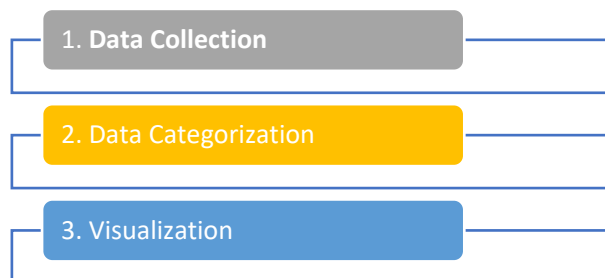 1. Data Collection
2. Data Categorization
3. Visualization